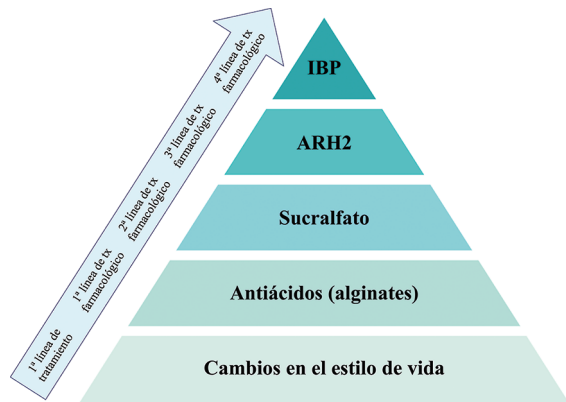 IBP
ARH2
Sucralfato
Antiácidos (alginates)
Cambios en el estilo de vida
4ª línea de tx
farmacológico
3ª línea de tx
farmacológico
2ª línea de tx
farmacológico
1ª línea de tx
farmacológico
1ª línea de
tratamiento